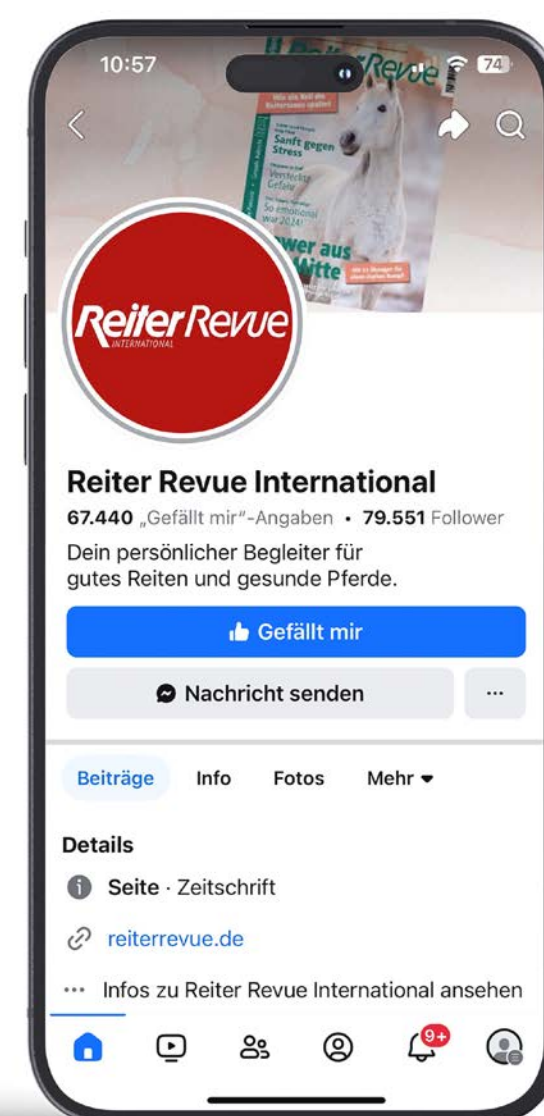 10:57
74
ReiterRevue
Sanft gegen
Stress
Versteckte
Gefahr
So emotional
war 2024!
Power aus
Mitte
ReiterRevue
INTERNATIONAL
Reiter Revue International
67.440 „Gefällt mir“-Angaben • 79.551 Follower
Dein persönlicher Begleiter für
gutes Reiten und gesunde Pferde.
Gefällt mir
Nachricht senden
...
Beiträge Info Fotos Mehr
Details
Seite · Zeitschrift
reiterrevue.de
... Infos zu Reiter Revue International ansehen
9+